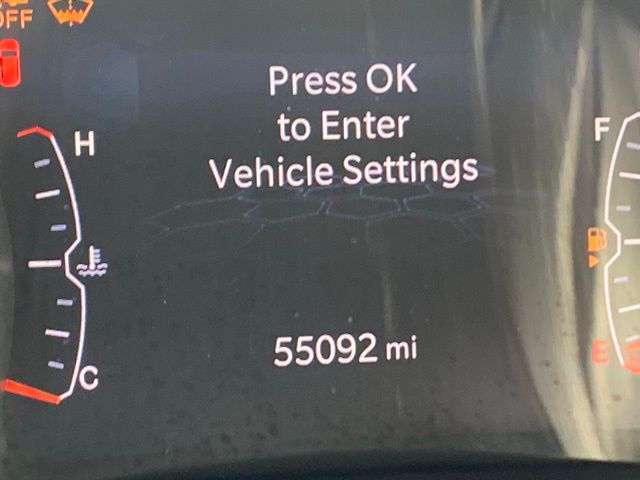 OFF
Press OK
to Enter
Vehicle Settings
H
F
C
E
55092 mi